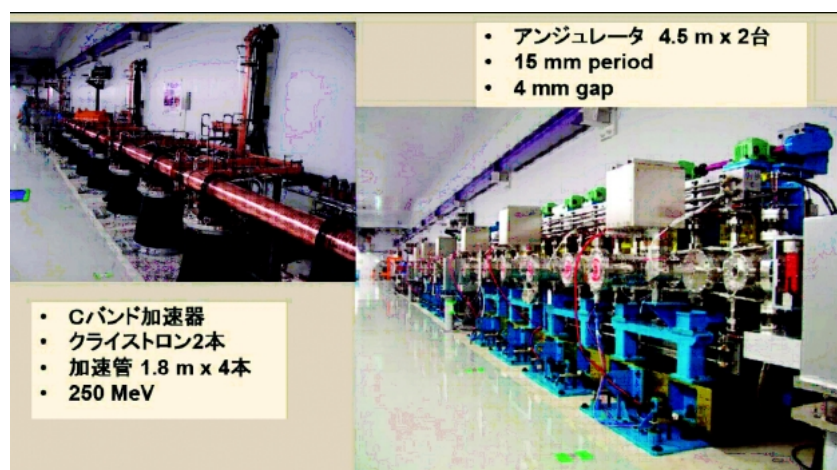 • アンジュレータ 4.5 m x 2台
• 15 mm period
• 4 mm gap
• Cバンド加速器
• クライストロン2本
• 加速管 1.8 m x 4本
• 250 MeV